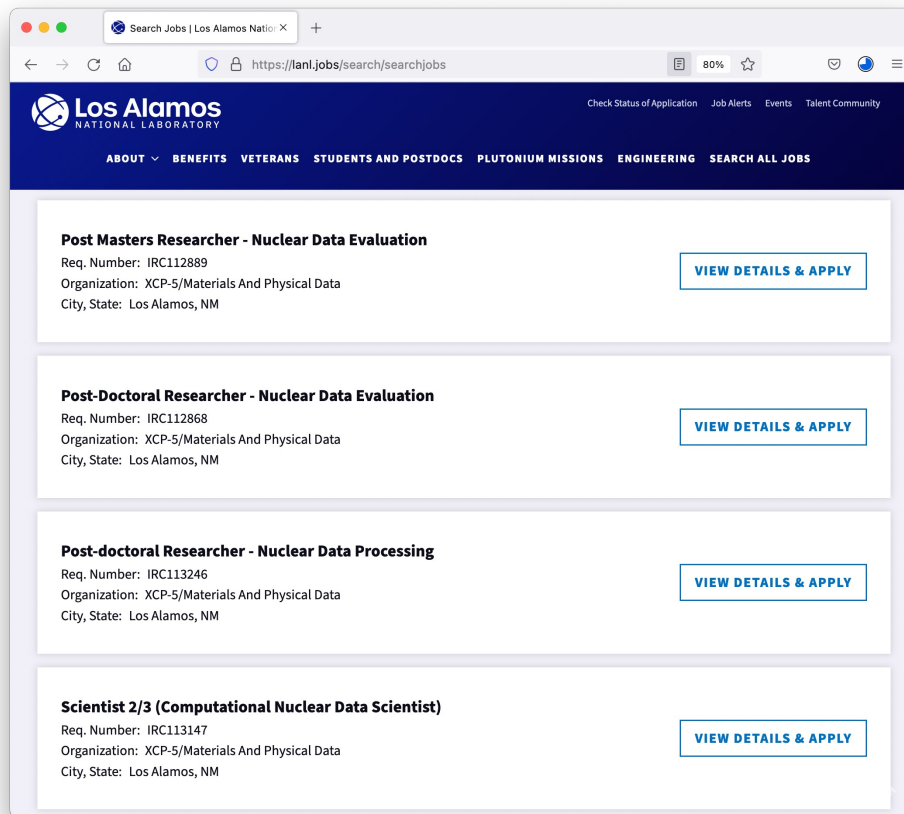 Search Jobs | Los Alamos Nation
https://lanl.jobs/search/searchjobs
80%
Los Alamos
NATIONAL LABORATORY
Check Status of Application Job Alerts Events Talent Community
ABOUT BENEFITS VETERANS STUDENTS AND POSTDOCS PLUTONIUM MISSIONS ENGINEERING SEARCH ALL JOBS
Post Masters Researcher - Nuclear Data Evaluation
Req. Number: IRC112889
Organization: XCP-5/Materials And Physical Data
City, State: Los Alamos, NM
VIEW DETAILS & APPLY
Post-Doctoral Researcher - Nuclear Data Evaluation
Req. Number: IRC112868
Organization: XCP-5/Materials And Physical Data
City, State: Los Alamos, NM
VIEW DETAILS & APPLY
Post-doctoral Researcher - Nuclear Data Processing
Req. Number: IRC113246
Organization: XCP-5/Materials And Physical Data
City, State: Los Alamos, NM
VIEW DETAILS & APPLY
Scientist 2/3 (Computational Nuclear Data Scientist)
Req. Number: IRC113147
Organization: XCP-5/Materials And Physical Data
City, State: Los Alamos, NM
VIEW DETAILS & APPLY